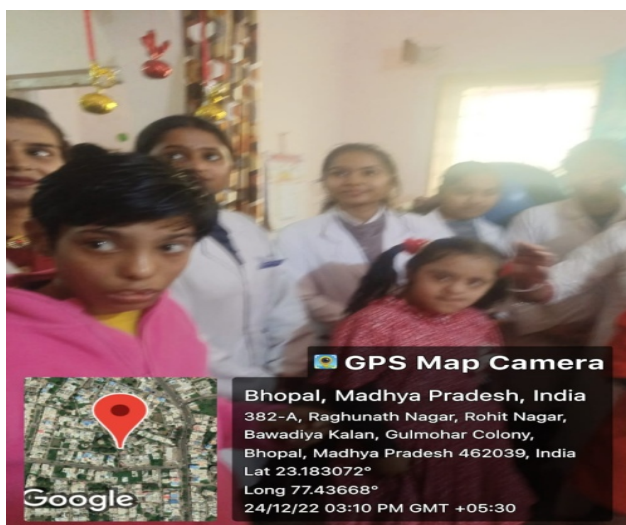 GPS Map Camera
Bhopal, Madhya Pradesh, India
382-A, Raghunath Nagar, Rohit Nagar,
Bawadiya Kalan, Gulmohar Colony,
Bhopal, Madhya Pradesh 462039, India
Lat 23.183072°
Long 77.43668°
24/12/22 03:10 PM GMT +05:30
Google